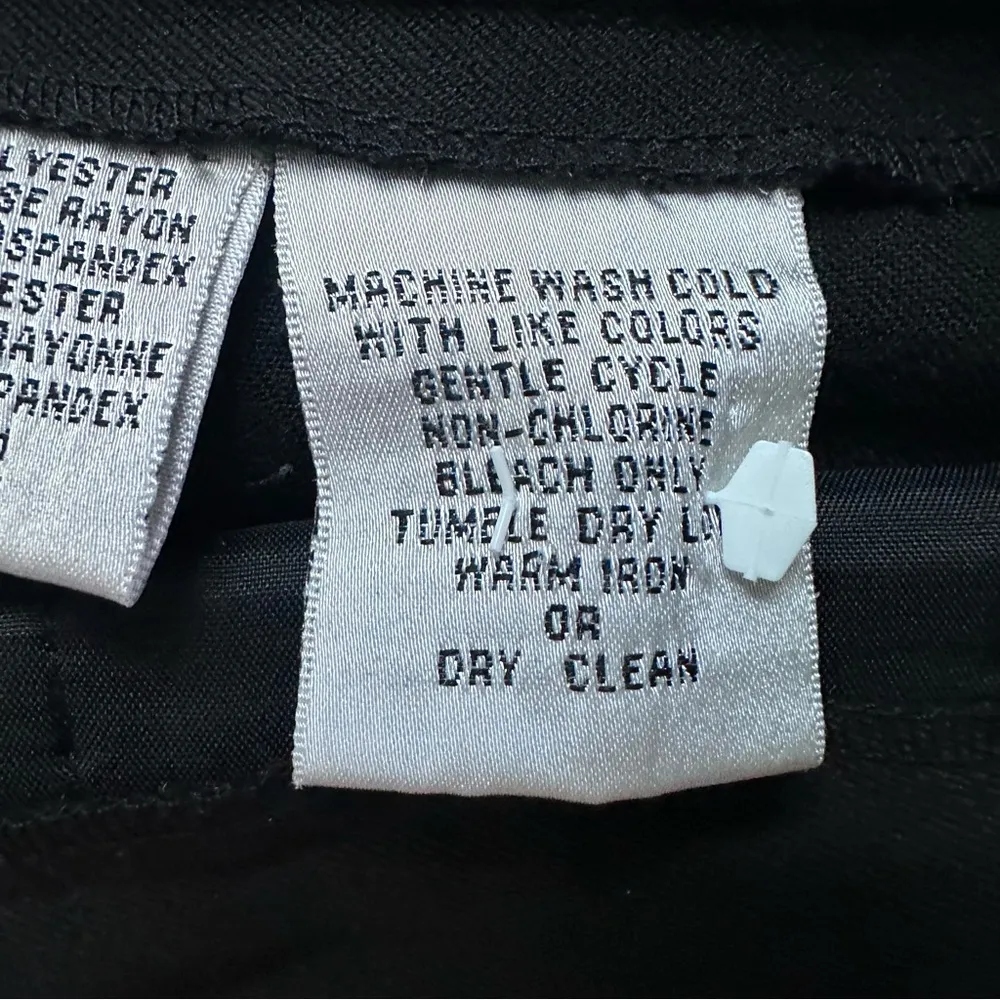 LYESTER
SE RAYON
SPANDEX
ESTER
RAYONNE
PANDEX
MACHINE WASH COLD
WITH LIKE COLORS
GENTLE CYCLE
NON-CHLORINE
BLEACH ONLY
TUMBLE DRY LO
WARM IRON
OR
DRY CLEAN